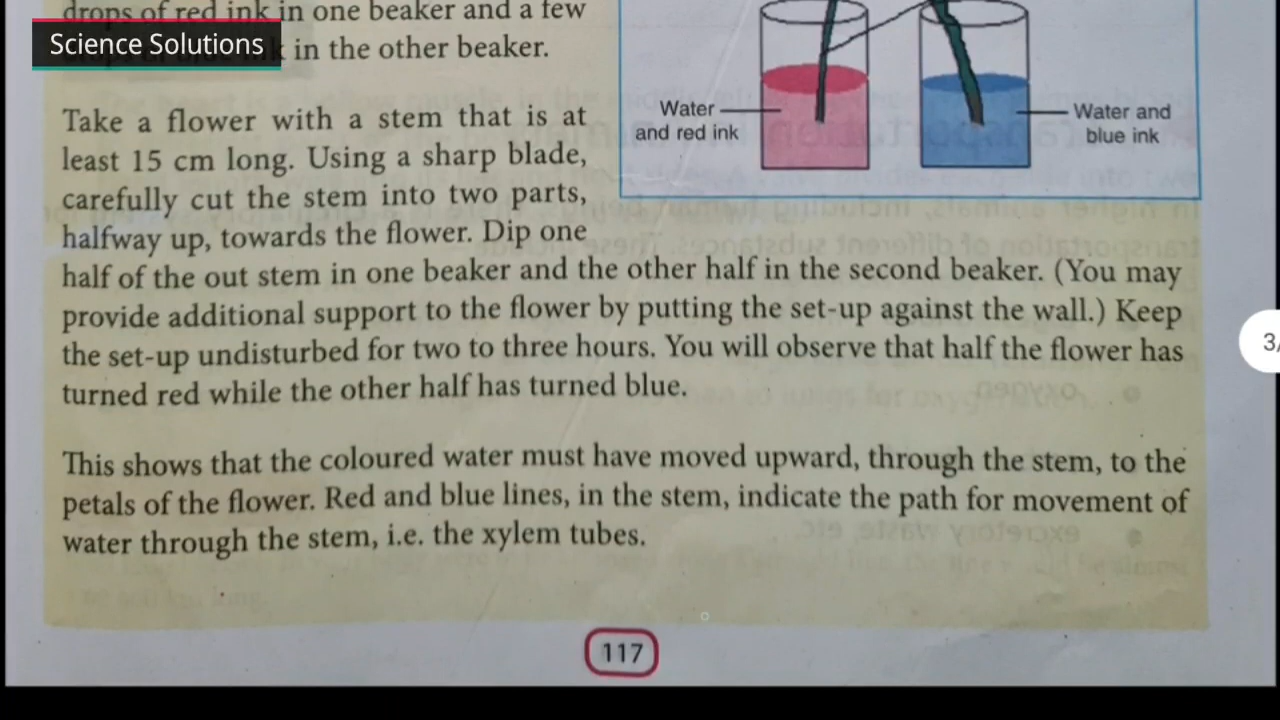 drops of red ink in one beaker and a few
Science Solutions
in the other beaker.
Water
and red ink
Water and
blue ink
Take a flower with a stem that is at
least 15 cm long. Using a sharp blade,
carefully cut the stem into two parts,
halfway up, towards the flower. Dip one
half of the out stem in one beaker and the other half in the second beaker. (You may
provide additional support to the flower by putting the set-up against the wall.) Keep
the set-up undisturbed for two to three hours. You will observe that half the flower has
turned red while the other half has turned blue.
This shows that the coloured water must have moved upward, through the stem, to the
petals of the flower. Red and blue lines, in the stem, indicate the path for movement of
water through the stem, i.e. the xylem tubes.
117
3/